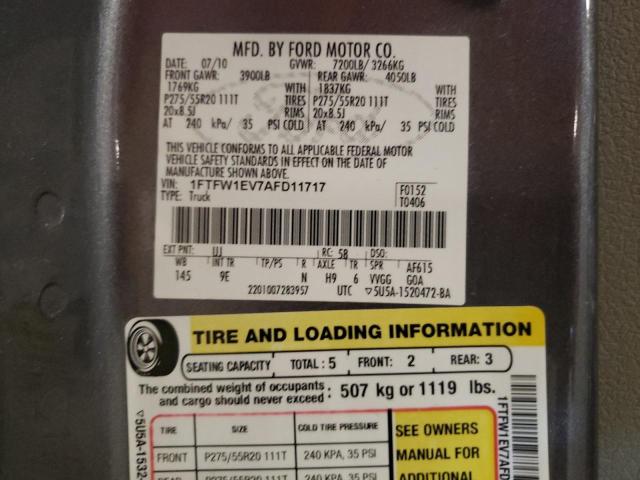 MFD. BY FORD MOTOR CO.
DATE: 07/10 GVWR: 7200LB/ 3266KG
FRONT GAWR: 3900LB REAR GAWR: 4050LB
1769KG WITH 1837KG WITH
P275/55R20 111T TIRES P275/55R20 111T TIRES
20x8.5J RIMS 20x8.5J RIMS
AT 240 kPa/ 35 PSI COLD AT 240 kPa/ 35 PSI COLD
THIS VEHICLE CONFORMS TO ALL APPLICABLE FEDERAL MOTOR
VEHICLE SAFETY STANDARDS IN EFFECT ON THE DATE OF
MANUFACTURE SHOWN ABOVE.
VIN: 1FTFW1EV7AFD11717 F0152
TYPE: Truck T0406
EXT PNT: UJ RC: 58 DSO:
WB INT TR TP/PS R AXLE TR SPR AF615
145 9E N H9 6 VVGG GOA
2201007283957 UTC ▽5U5A-1520472-BA
TIRE AND LOADING INFORMATION
SEATING CAPACITY TOTAL: 5 FRONT: 2 REAR: 3
The combined weight of occupants and cargo should never exceed: 507 kg or 1119 lbs.
TIRE SIZE COLD TIRE PRESSURE
FRONT P275/55R20 111T 240 KPA, 35 PSI
SEE OWNERS
MANUAL FOR
ADDITIONAL
▽5U5A-1532
1FTFW1EV7AFD